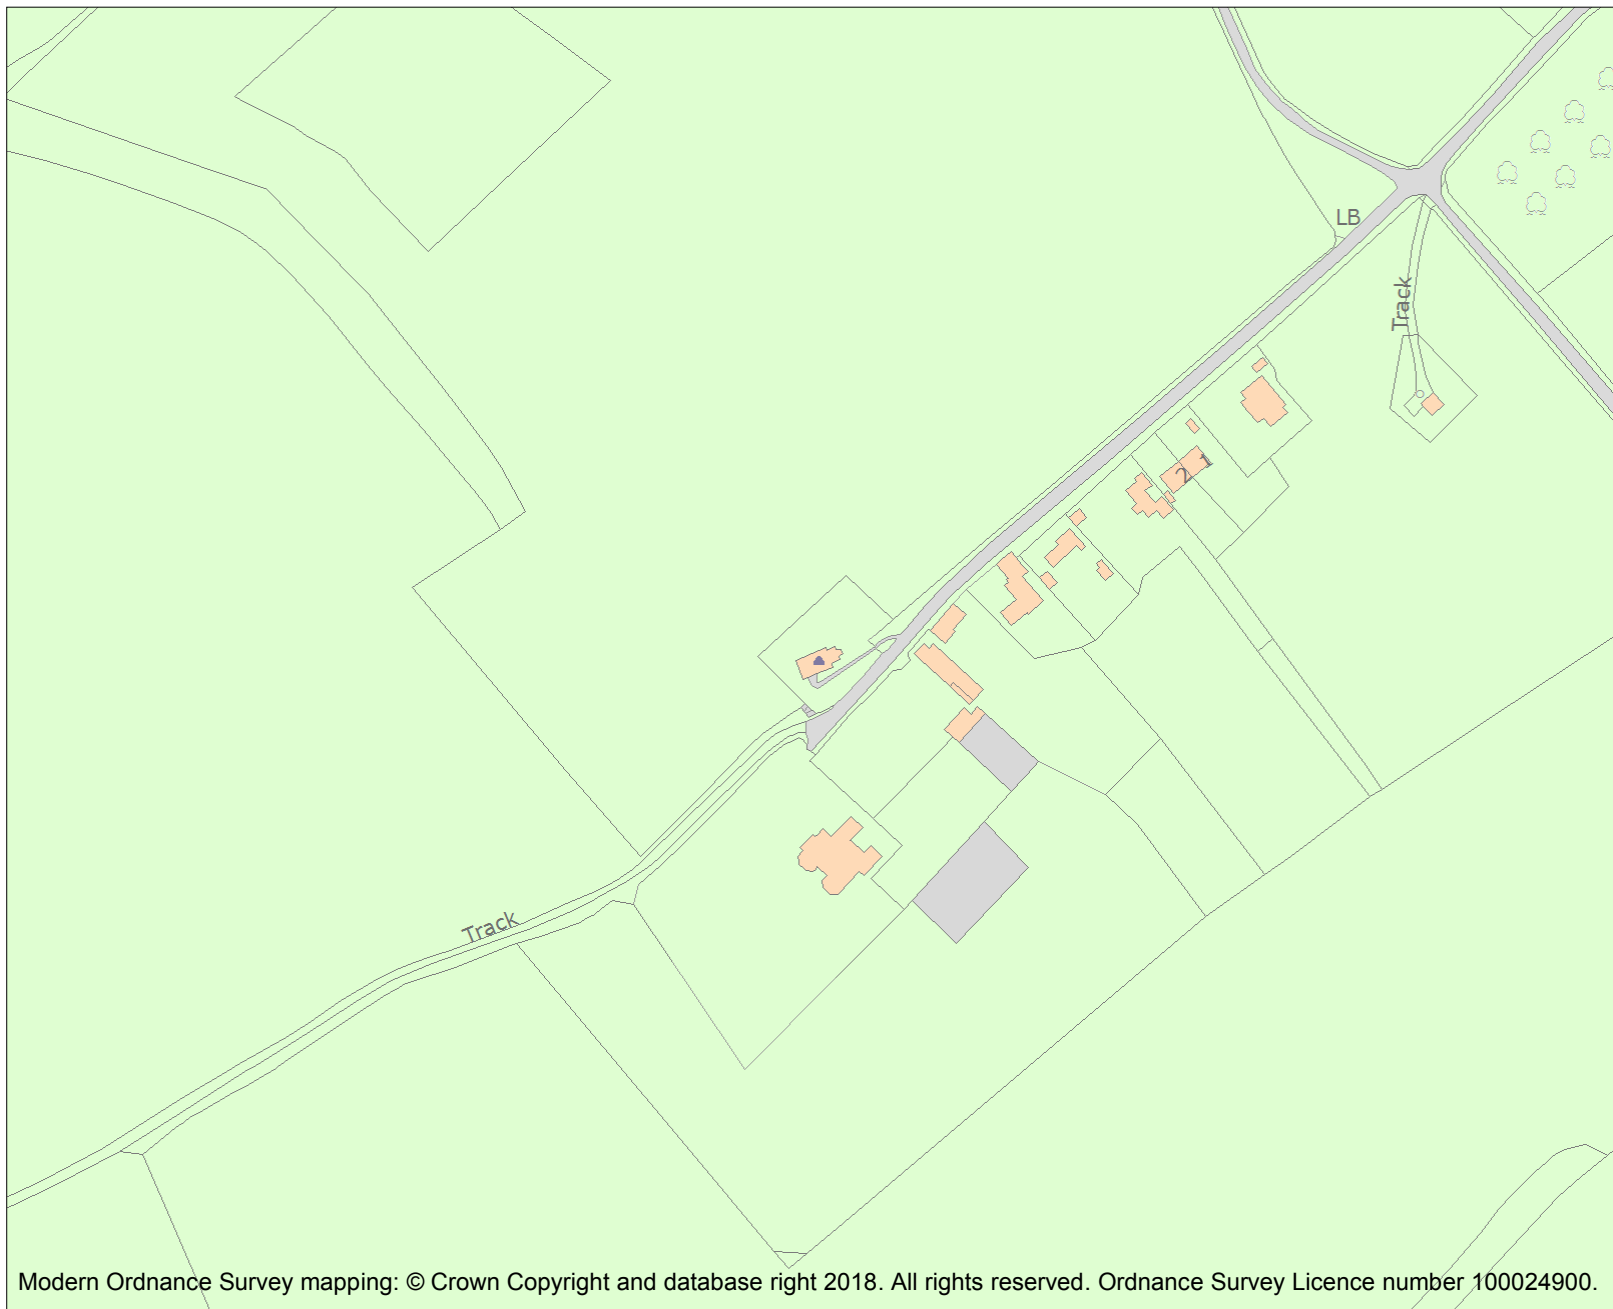 LB
Track
1
2
Track
Modern Ordnance Survey mapping: © Crown Copyright and database right 2018. All rights reserved. Ordnance Survey Licence number 100024900.